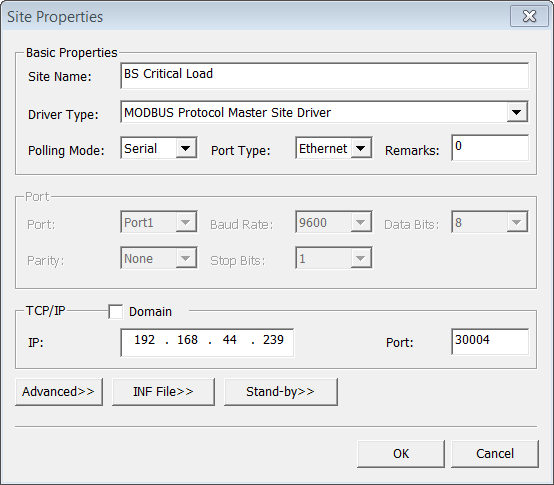 Site Properties
Basic Properties
Site Name: BS Critical Load
Driver Type: MODBUS Protocol Master Site Driver
Polling Mode: Serial Port Type: Ethernet Remarks: 0
Port
Port: Port1 Baud Rate: 9600 Data Bits: 8
Parity: None Stop Bits: 1
TCP/IP Domain
IP: 192 . 168 . 44 . 239 Port: 30004
Advanced>> INF File>> Stand-by>>
OK Cancel